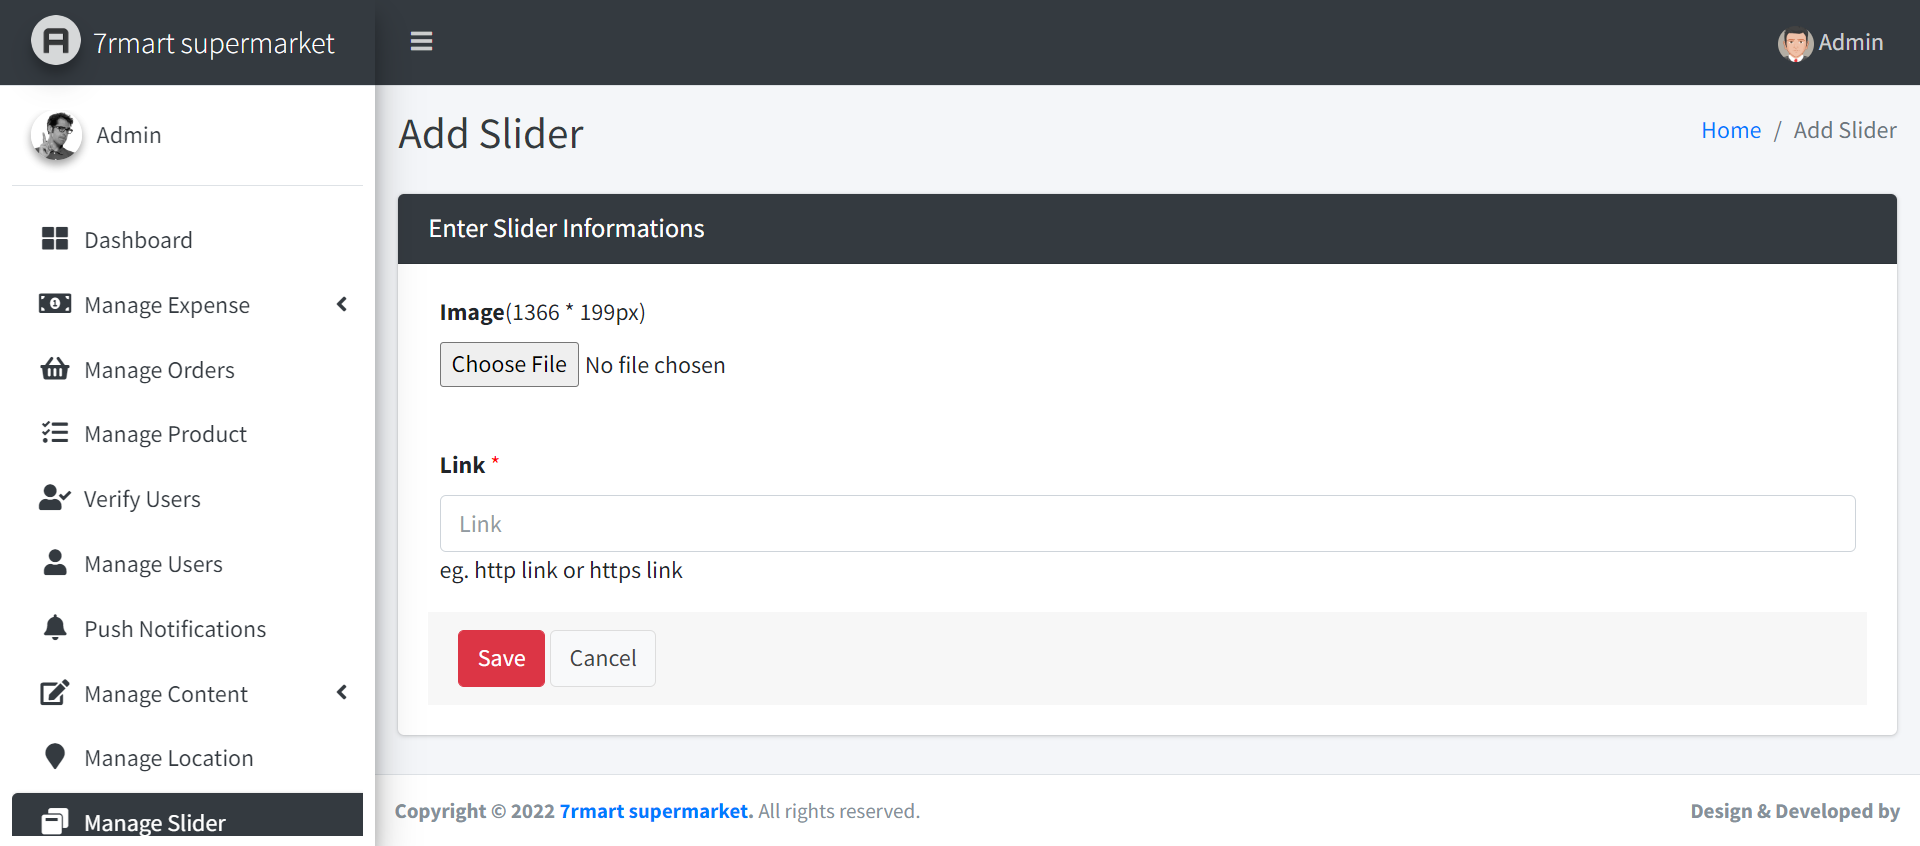 7rmart supermarket
Admin
Admin
Dashboard
Manage Expense
Manage Orders
Manage Product
Verify Users
Manage Users
Push Notifications
Manage Content
Manage Location
Manage Slider
Add Slider
Home / Add Slider
Enter Slider Informations
Image(1366 * 199px)
Choose File No file chosen
Link *
Link
eg. http link or https link
Save Cancel
Copyright © 2022 7rmart supermarket. All rights reserved.
Design & Developed by